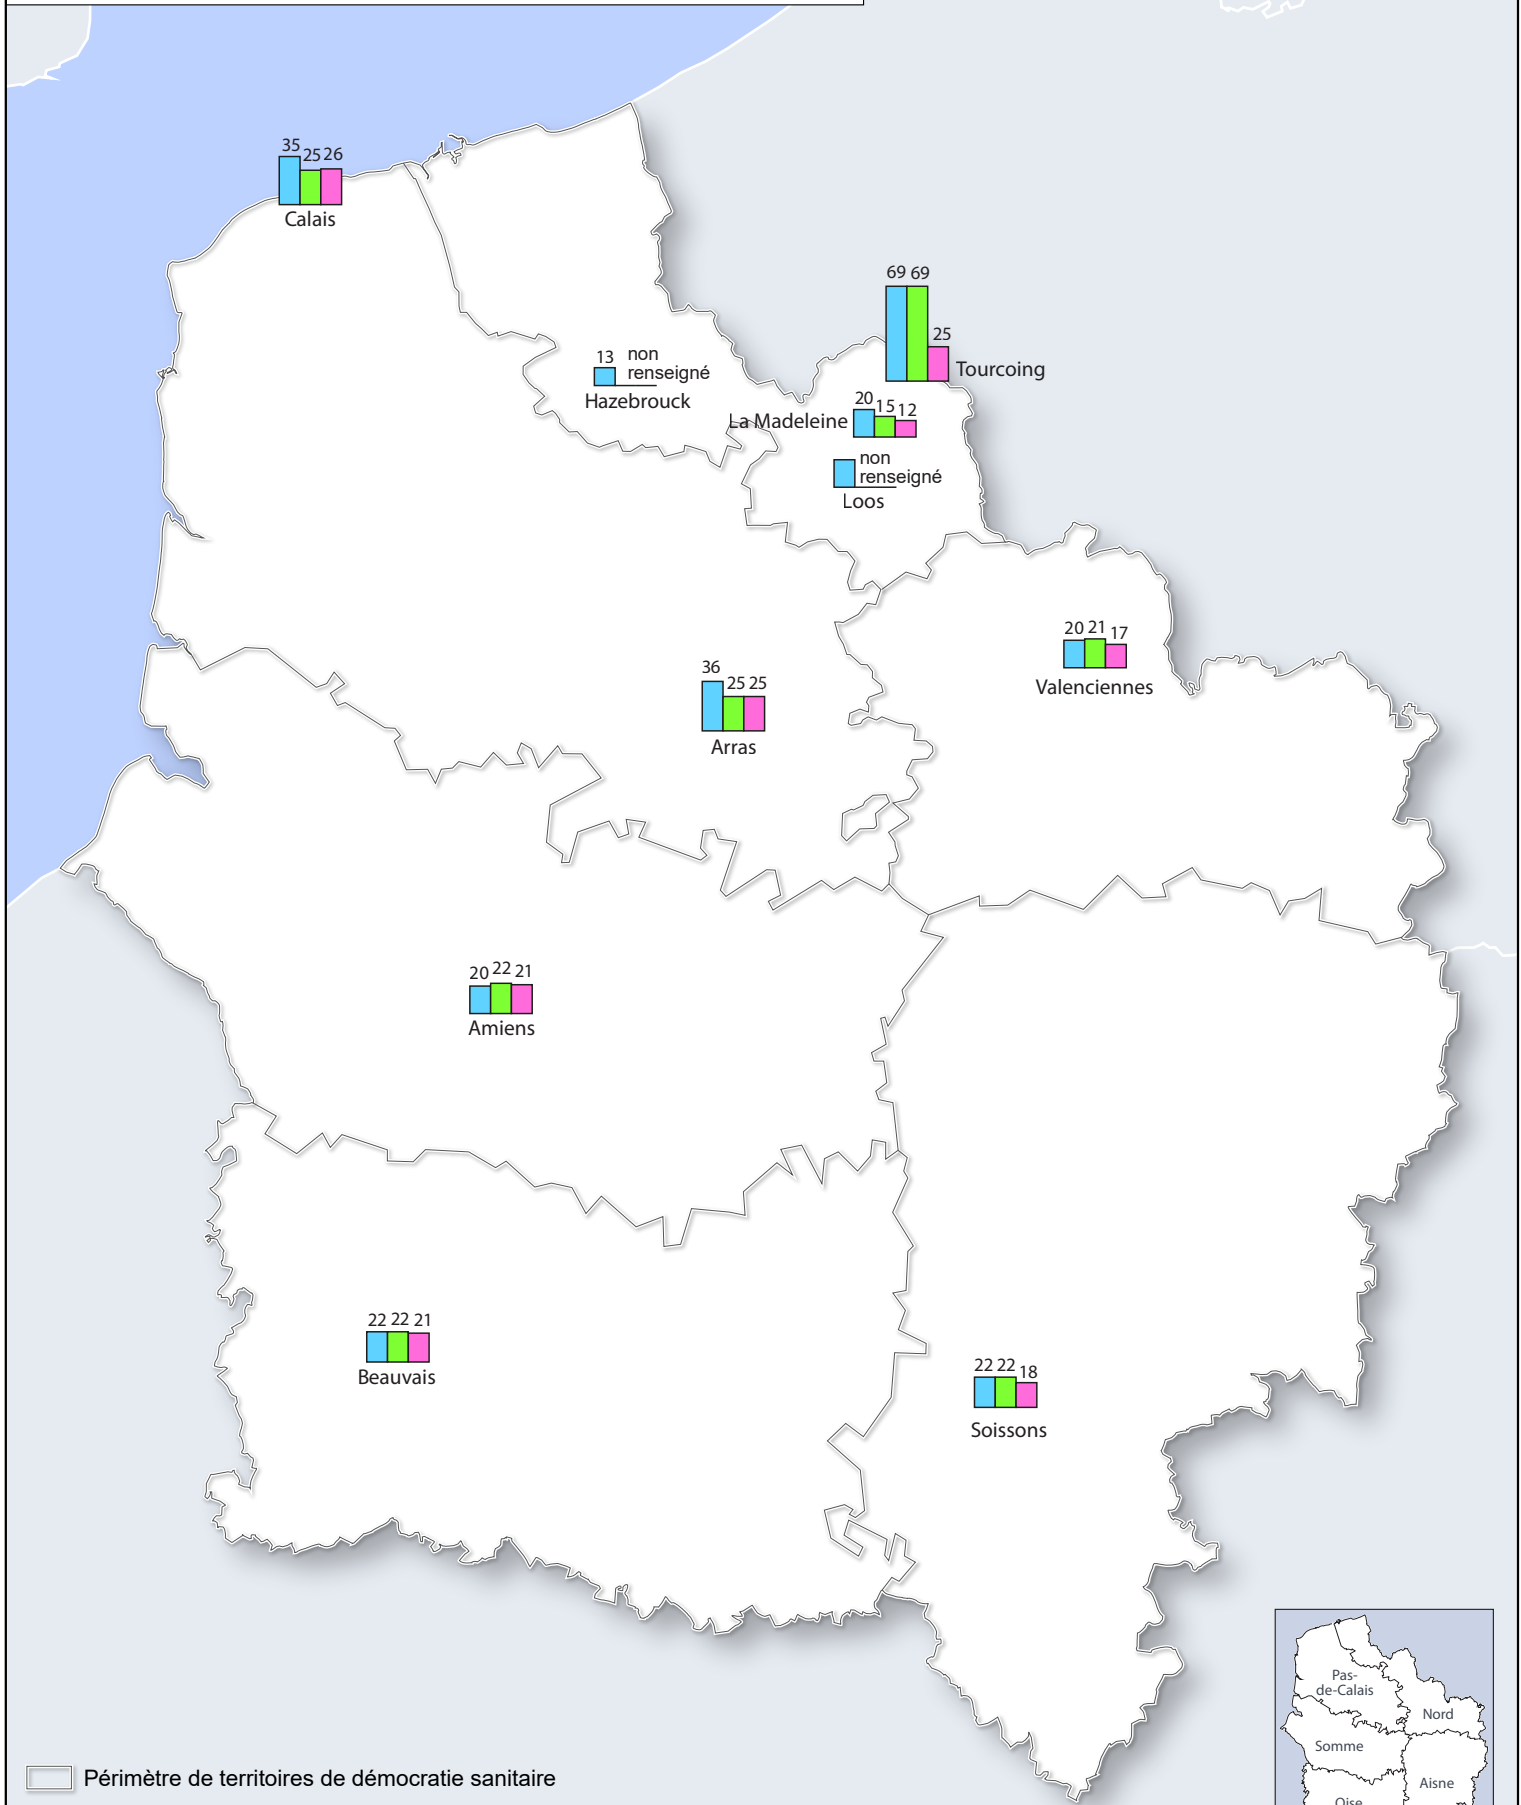 35 25 26
Calais
69 69
25
Tourcoing
13 non
renseigné
Hazebrouck
20 15 12
La Madeleine
non
renseigné
Loos
20 21 17
Valenciennes
36
25 25
Arras
20 22 21
Amiens
22 22 21
Beauvais
22 22 18
Soissons
Pas-
de-Calais
Nord
Somme
Aisne
Oise
Périmètre de territoires de démocratie sanitaire